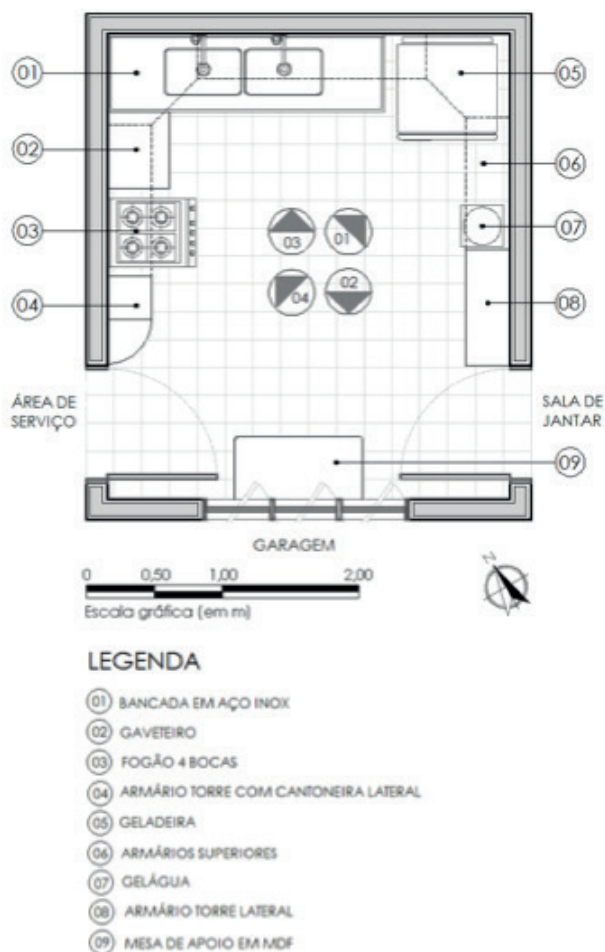 01
05
02
06
03
03
01
07
04
04
02
08
ÁREA DE
SERVIÇO
SALA DE
JANTAR
09
GARAGEM
0
0,50
1,00
2,00
N
Escala gráfica (em m)
LEGENDA
01 BANCADA EM AÇO INOX
02 GAVETEIRO
03 FOGÃO 4 BOCAS
04 ARMÁRIO TORRE COM CANTONEIRA LATERAL
05 GELADEIRA
06 ARMÁRIOS SUPERIORES
07 GELÁGUA
08 ARMÁRIO TORRE LATERAL
09 MESA DE APOIO EM MDF